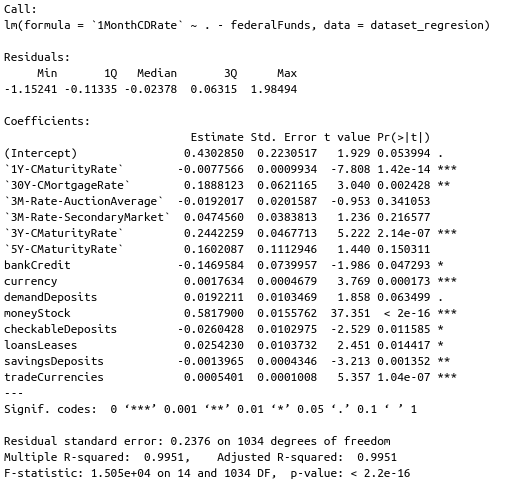 Call:
lm(formula = `1MonthCDRate` ~ . - federalFunds, data = dataset_regresion)
Residuals:
Min 1Q Median 3Q Max
-1.15241 -0.11335 -0.02378 0.06315 1.98494
Coefficients:
Estimate Std. Error t value Pr(>|t|)
(Intercept) 0.4302850 0.2230517 1.929 0.053994 .
`1Y-CMaturityRate` -0.0077566 0.0009934 -7.808 1.42e-14 ***
`30Y-CMortgageRate` 0.1888123 0.0621165 3.040 0.002428 **
`3M-Rate-AuctionAverage` -0.0192017 0.0201587 -0.953 0.341053
`3M-Rate-SecondaryMarket` 0.0474560 0.0383813 1.236 0.216577
`3Y-CMaturityRate` 0.2442259 0.0467713 5.222 2.14e-07 ***
`5Y-CMaturityRate` 0.1602087 0.1112946 1.440 0.150311
bankCredit -0.1469584 0.0739957 -1.986 0.047293 *
currency 0.0017634 0.0004679 3.769 0.000173 ***
demandDeposits 0.0192211 0.0103469 1.858 0.063499 .
moneyStock 0.5817900 0.0155762 37.351 < 2e-16 ***
checkableDeposits -0.0260428 0.0102975 -2.529 0.011585 *
loansLeases 0.0254230 0.0103732 2.451 0.014417 *
savingsDeposits -0.0013965 0.0004346 -3.213 0.001352 **
tradeCurrencies 0.0005401 0.0001008 5.357 1.04e-07 ***
---
Signif. codes: 0 ‘***’ 0.001 ‘**’ 0.01 ‘*’ 0.05 ‘.’ 0.1 ‘ ’ 1
Residual standard error: 0.2376 on 1034 degrees of freedom
Multiple R-squared: 0.9951, Adjusted R-squared: 0.9951
F-statistic: 1.505e+04 on 14 and 1034 DF, p-value: < 2.2e-16